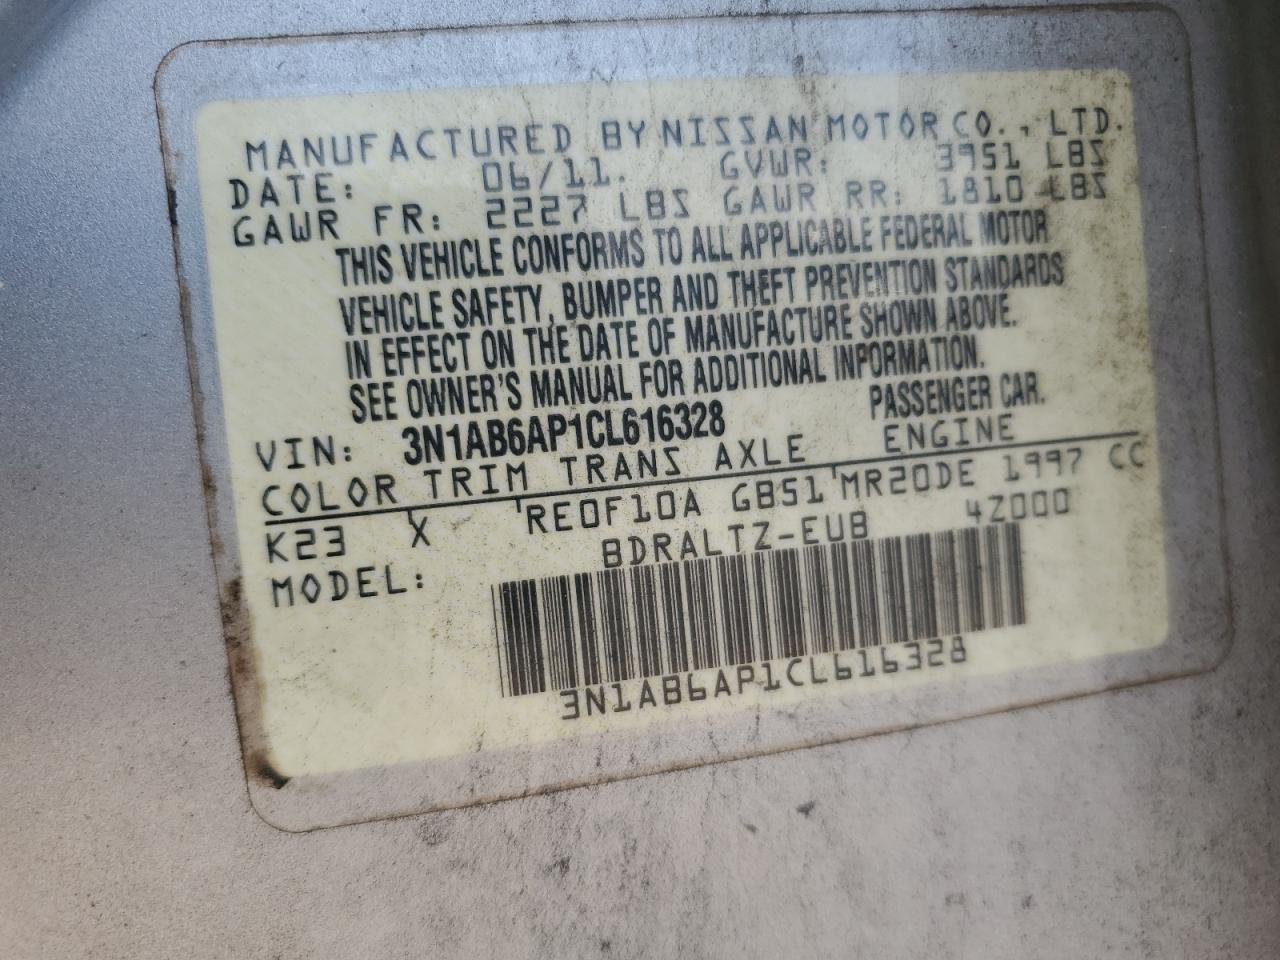 MANUFACTURED BY NISSAN MOTOR CO., LTD.
DATE: 06/11. GVWR: 3951 LBS
GAWR FR: 2227 LBS GAWR RR: 1810 LBS
THIS VEHICLE CONFORMS TO ALL APPLICABLE FEDERAL MOTOR
VEHICLE SAFETY, BUMPER AND THEFT PREVENTION STANDARDS
IN EFFECT ON THE DATE OF MANUFACTURE SHOWN ABOVE.
SEE OWNER'S MANUAL FOR ADDITIONAL INFORMATION.
VIN: 3N1AB6AP1CL616328 PASSENGER CAR.
COLOR TRIM TRANS AXLE ENGINE
K23 X RE0F10A GB51 MR20DE 1997 CC
MODEL: BDRALTZ-EUB 4Z000
3N1AB6AP1CL616328